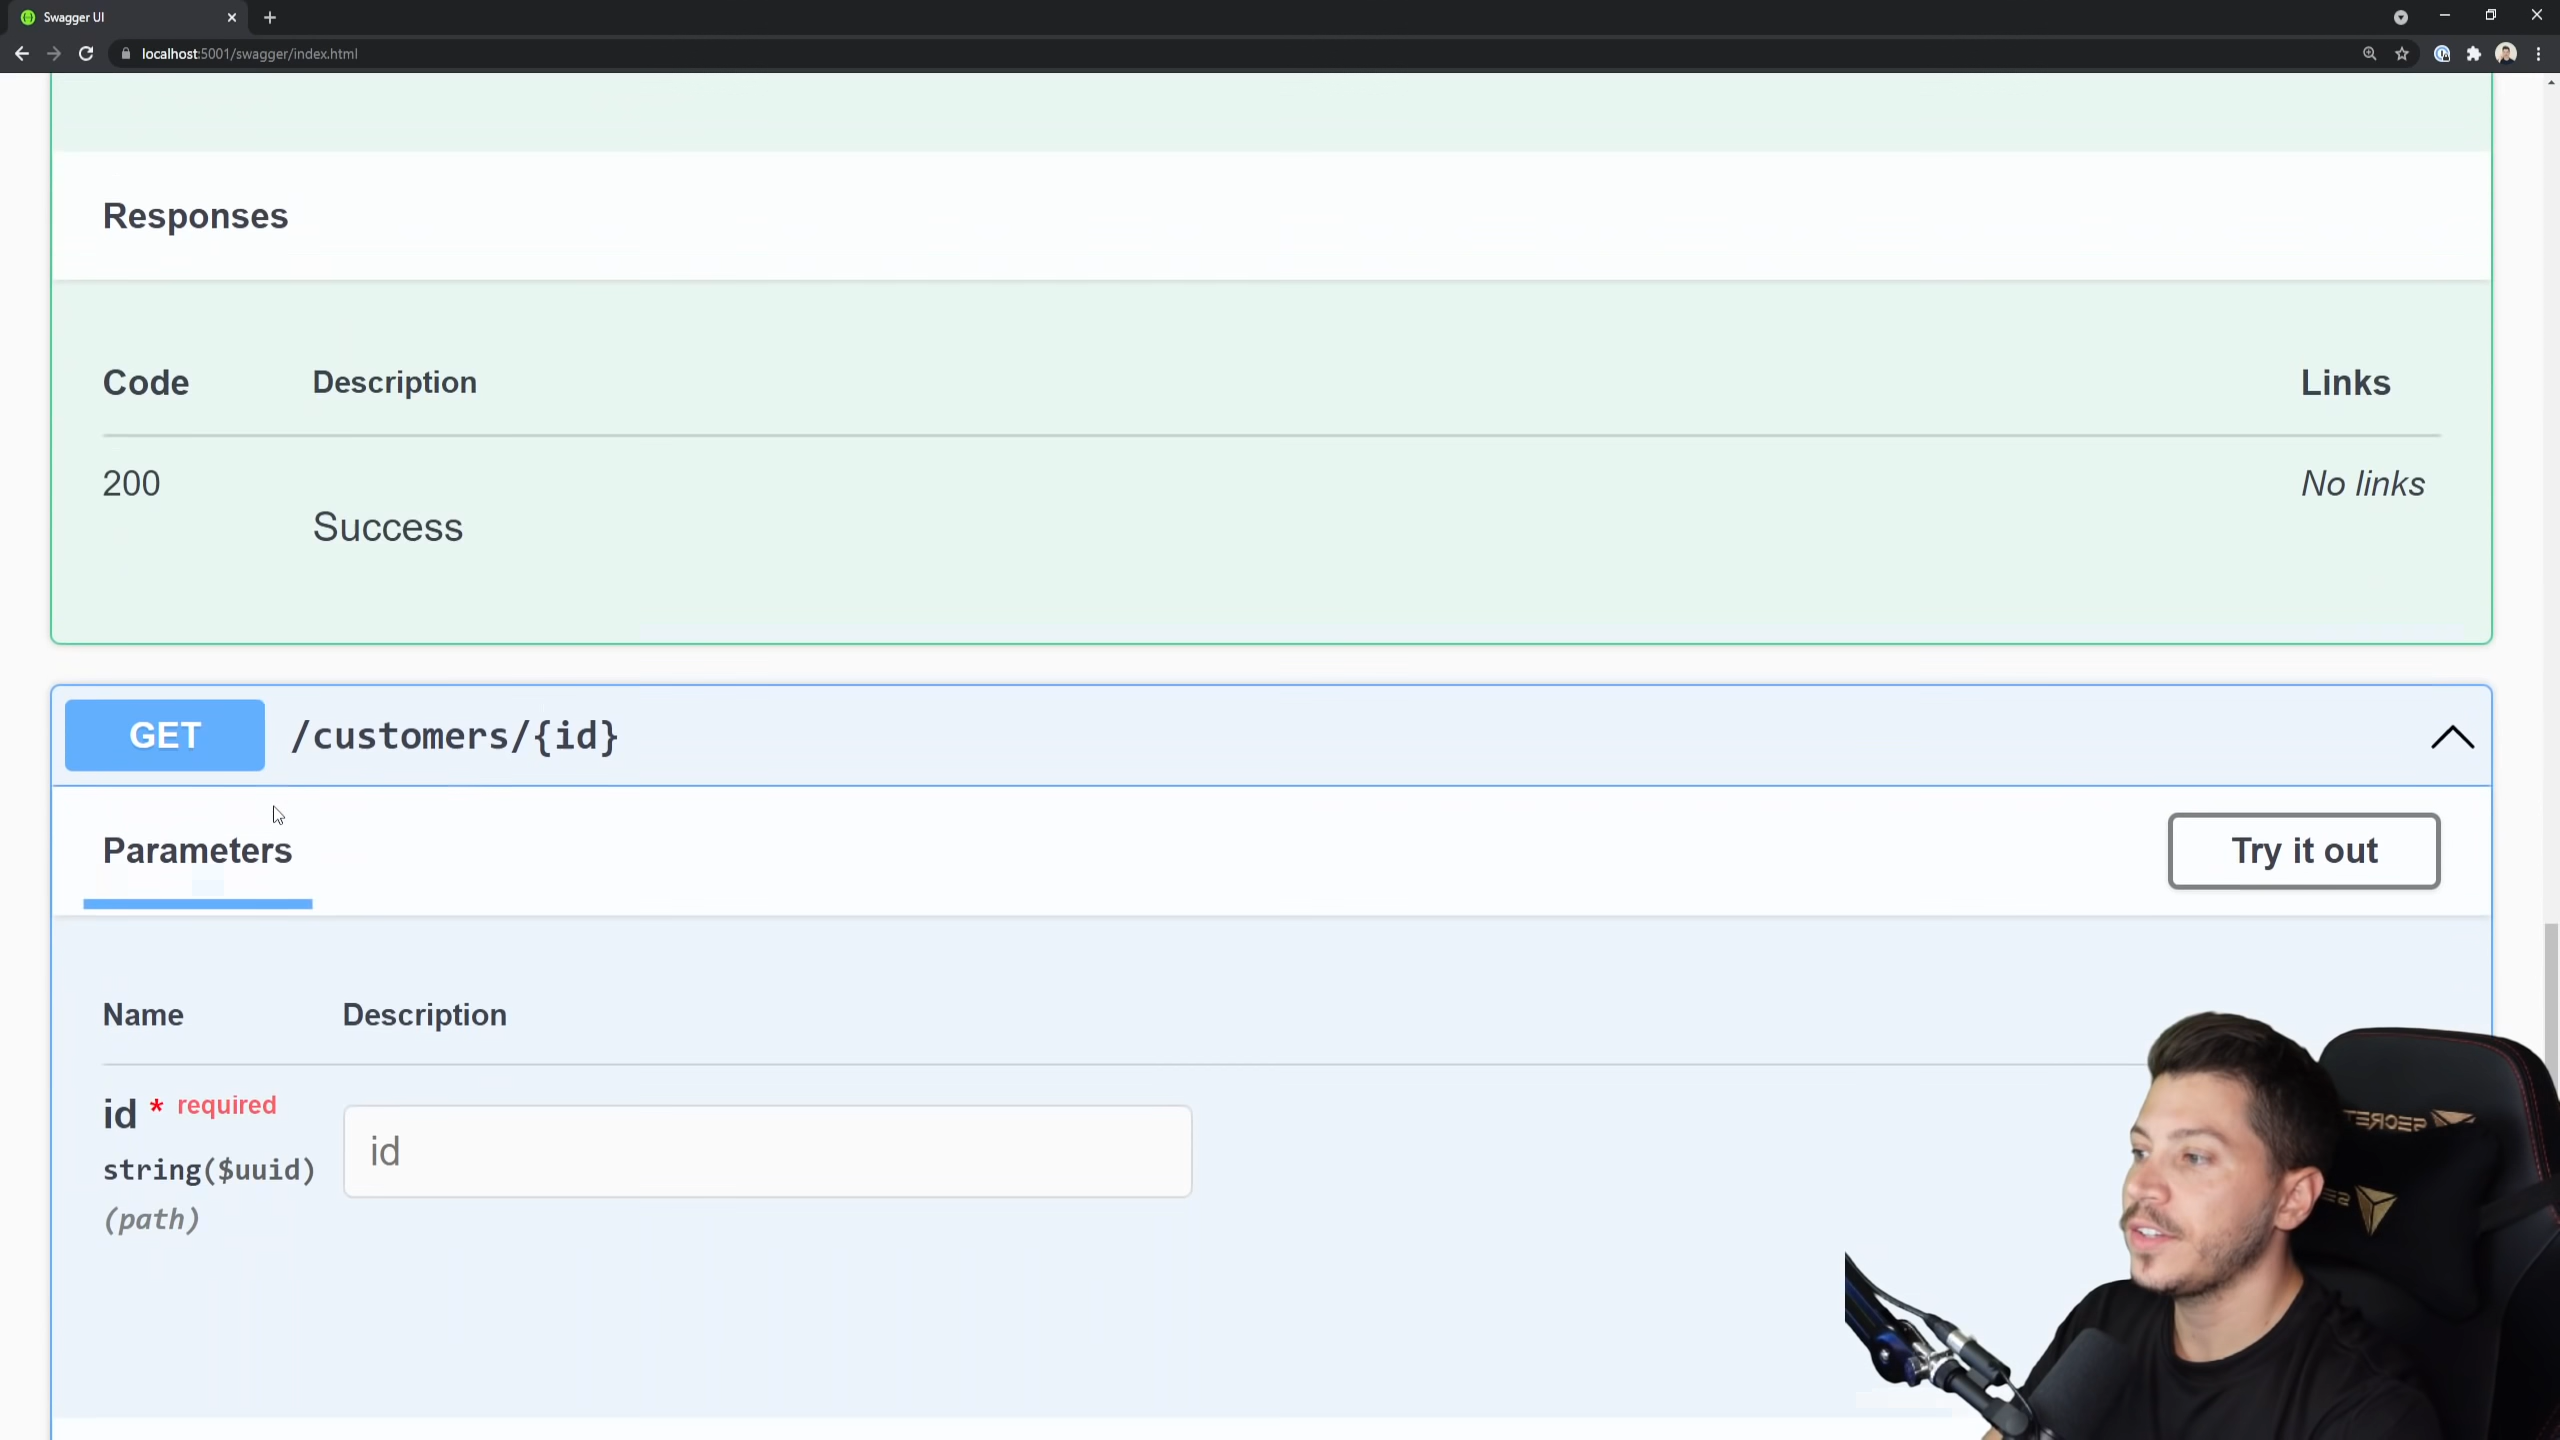 Swagger UI
localhost:5001/swagger/index.html
Responses
Code Description Links
200 No links
Success
GET /customers/{id}
Parameters Try it out
Name Description
id * required
string($uuid) id
(path)
SECRET